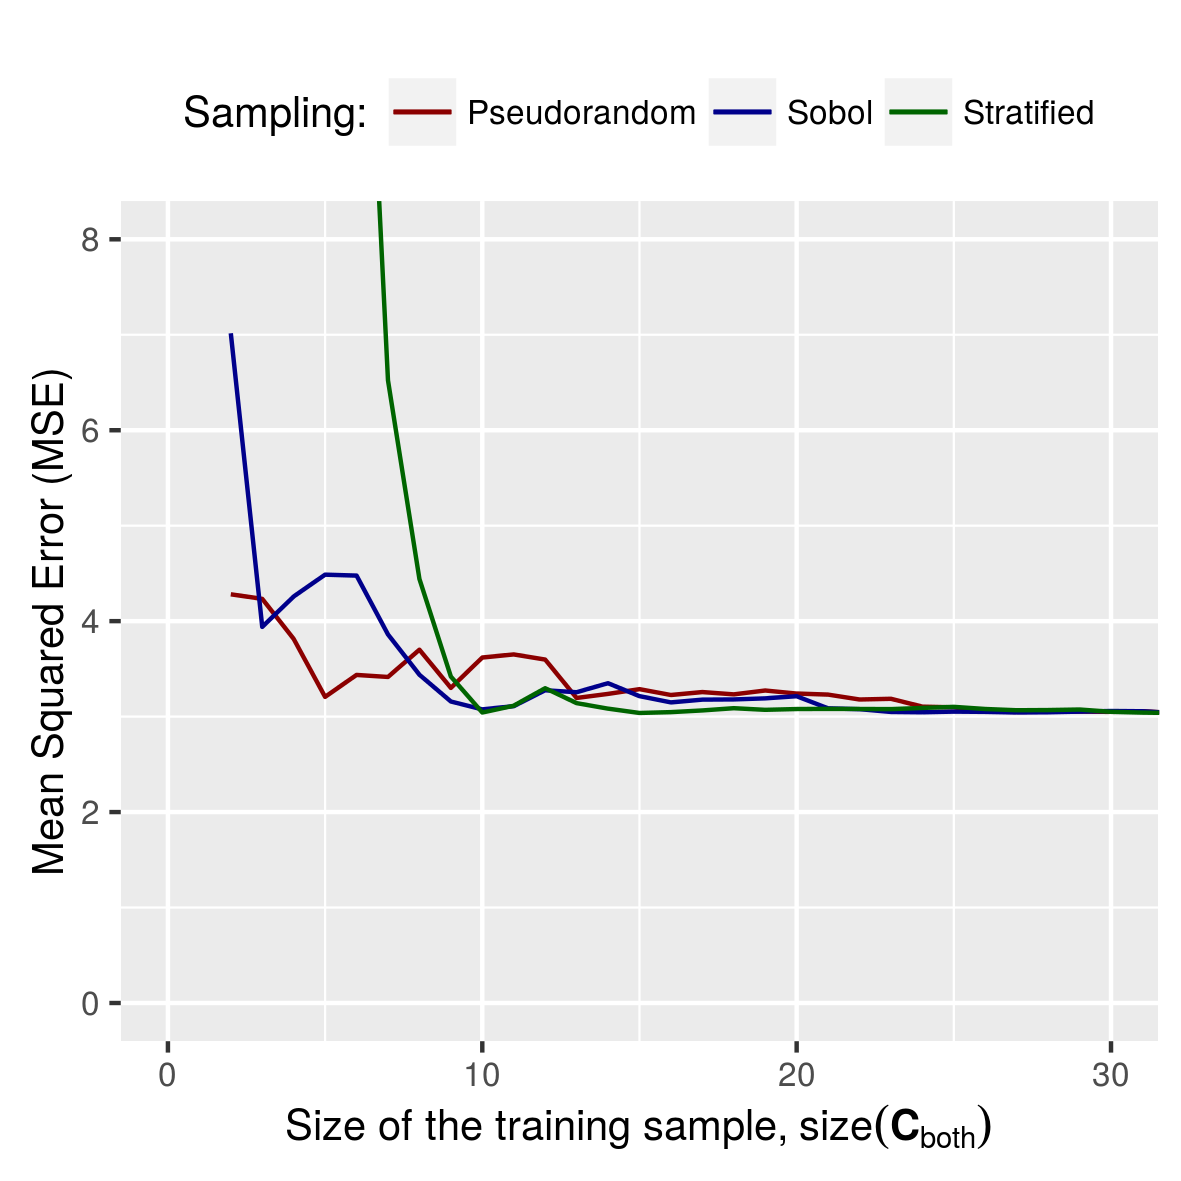 Sampling: Pseudorandom Sobol Stratified
8
6
4
2
0
Mean Squared Error (MSE)
0 10 20 30
Size of the training sample, size(C_both)